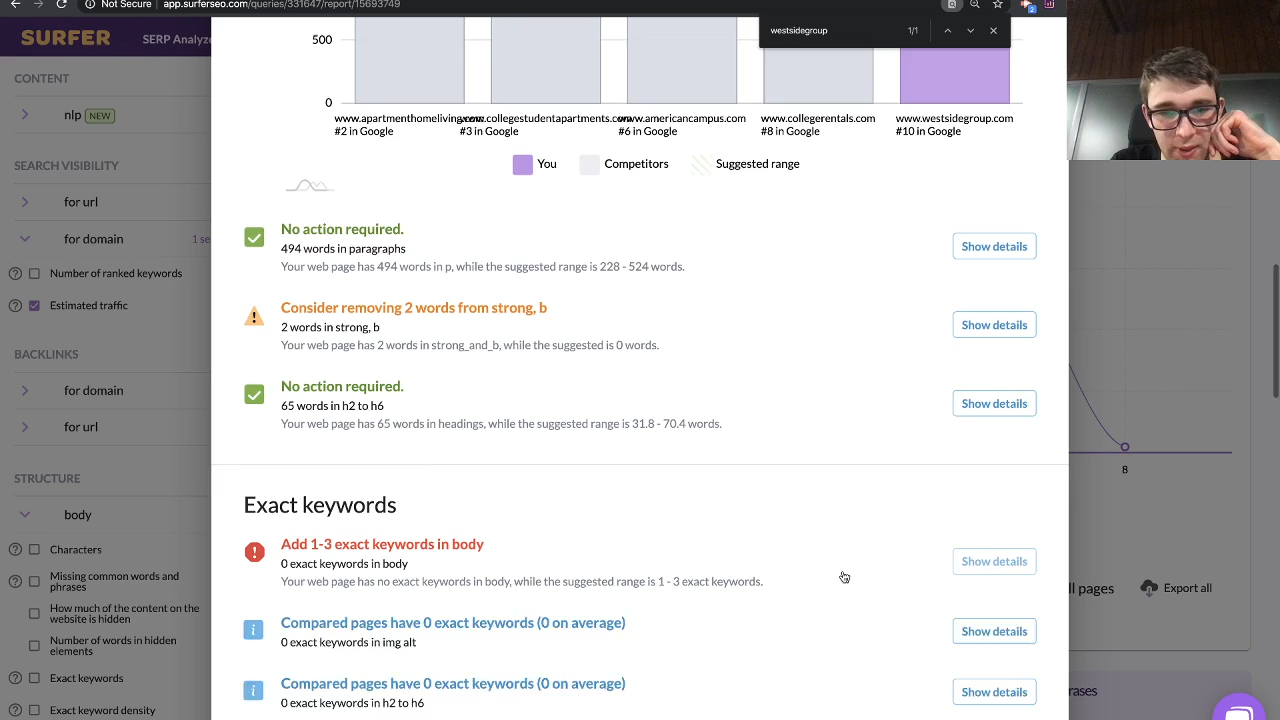 Not Secure app.surferseo.com/queries/331647/report/15693749
2
SURFER
SERP Analyze
westsidegroup
1/1
CONTENT
nlp NEW
SEARCH VISIBILITY
for url
for domain 1 se
Number of ranking keywords
Estimated traffic
BACKLINKS
for domain
for url
STRUCTURE
body
Characters
Missing phrases and words
How much of the content on the website is hidden
Number of words in hidden elements
Exact keywords
Exact keyword density
500
0
www.apartmenthomeliving.com
#2 in Google
www.collegestudentapartments.com
#3 in Google
www.americancampus.com
#6 in Google
www.collegerentals.com
#8 in Google
www.westsidegroup.com
#10 in Google
You
Competitors
Suggested range
No action required.
494 words in paragraphs
Your web page has 494 words in p, while the suggested range is 228 - 524 words.
Show details
Consider removing 2 words from strong, b
2 words in strong, b
Your web page has 2 words in strong_and_b, while the suggested is 0 words.
Show details
No action required.
65 words in h2 to h6
Your web page has 65 words in headings, while the suggested range is 31.8 - 70.4 words.
Show details
Exact keywords
Add 1-3 exact keywords in body
0 exact keywords in body
Your web page has no exact keywords in body, while the suggested range is 1 - 3 exact keywords.
Show details
Compared pages have 0 exact keywords (0 on average)
0 exact keywords in img alt
Show details
Compared pages have 0 exact keywords (0 on average)
0 exact keywords in h2 to h6
Show details
8
ll pages
Export all
rases